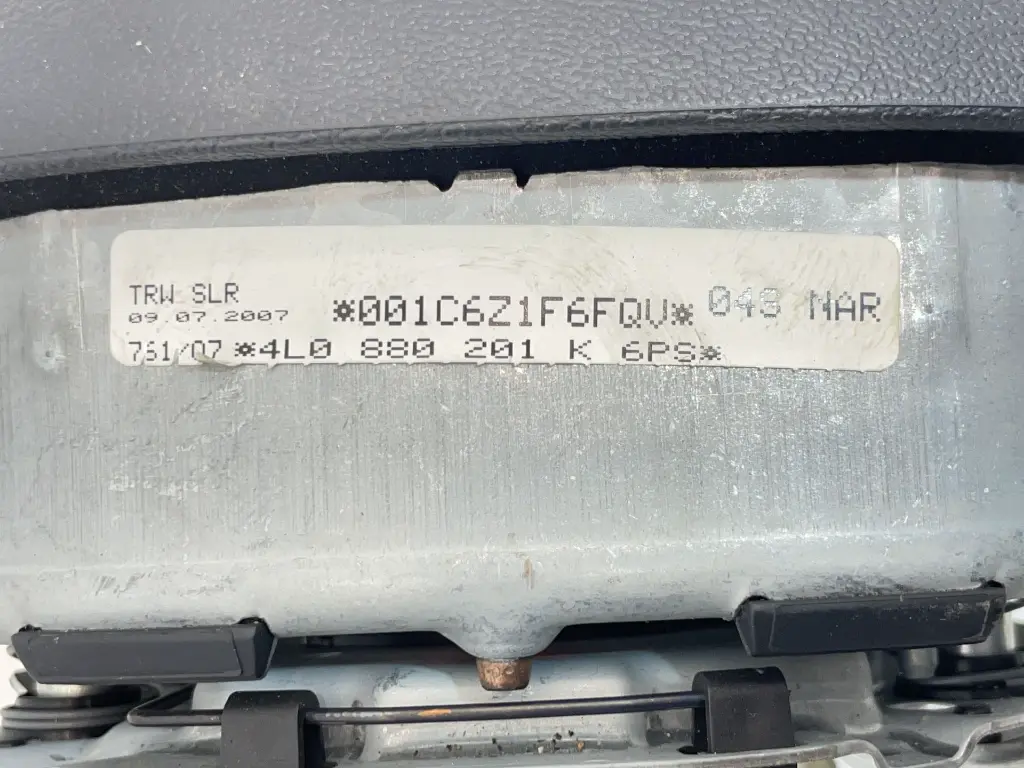 TRW SLR
09.07.2007
*001C6Z1F6FQV* 048 NAR
761/07 *4L0 880 201 K 6PS*